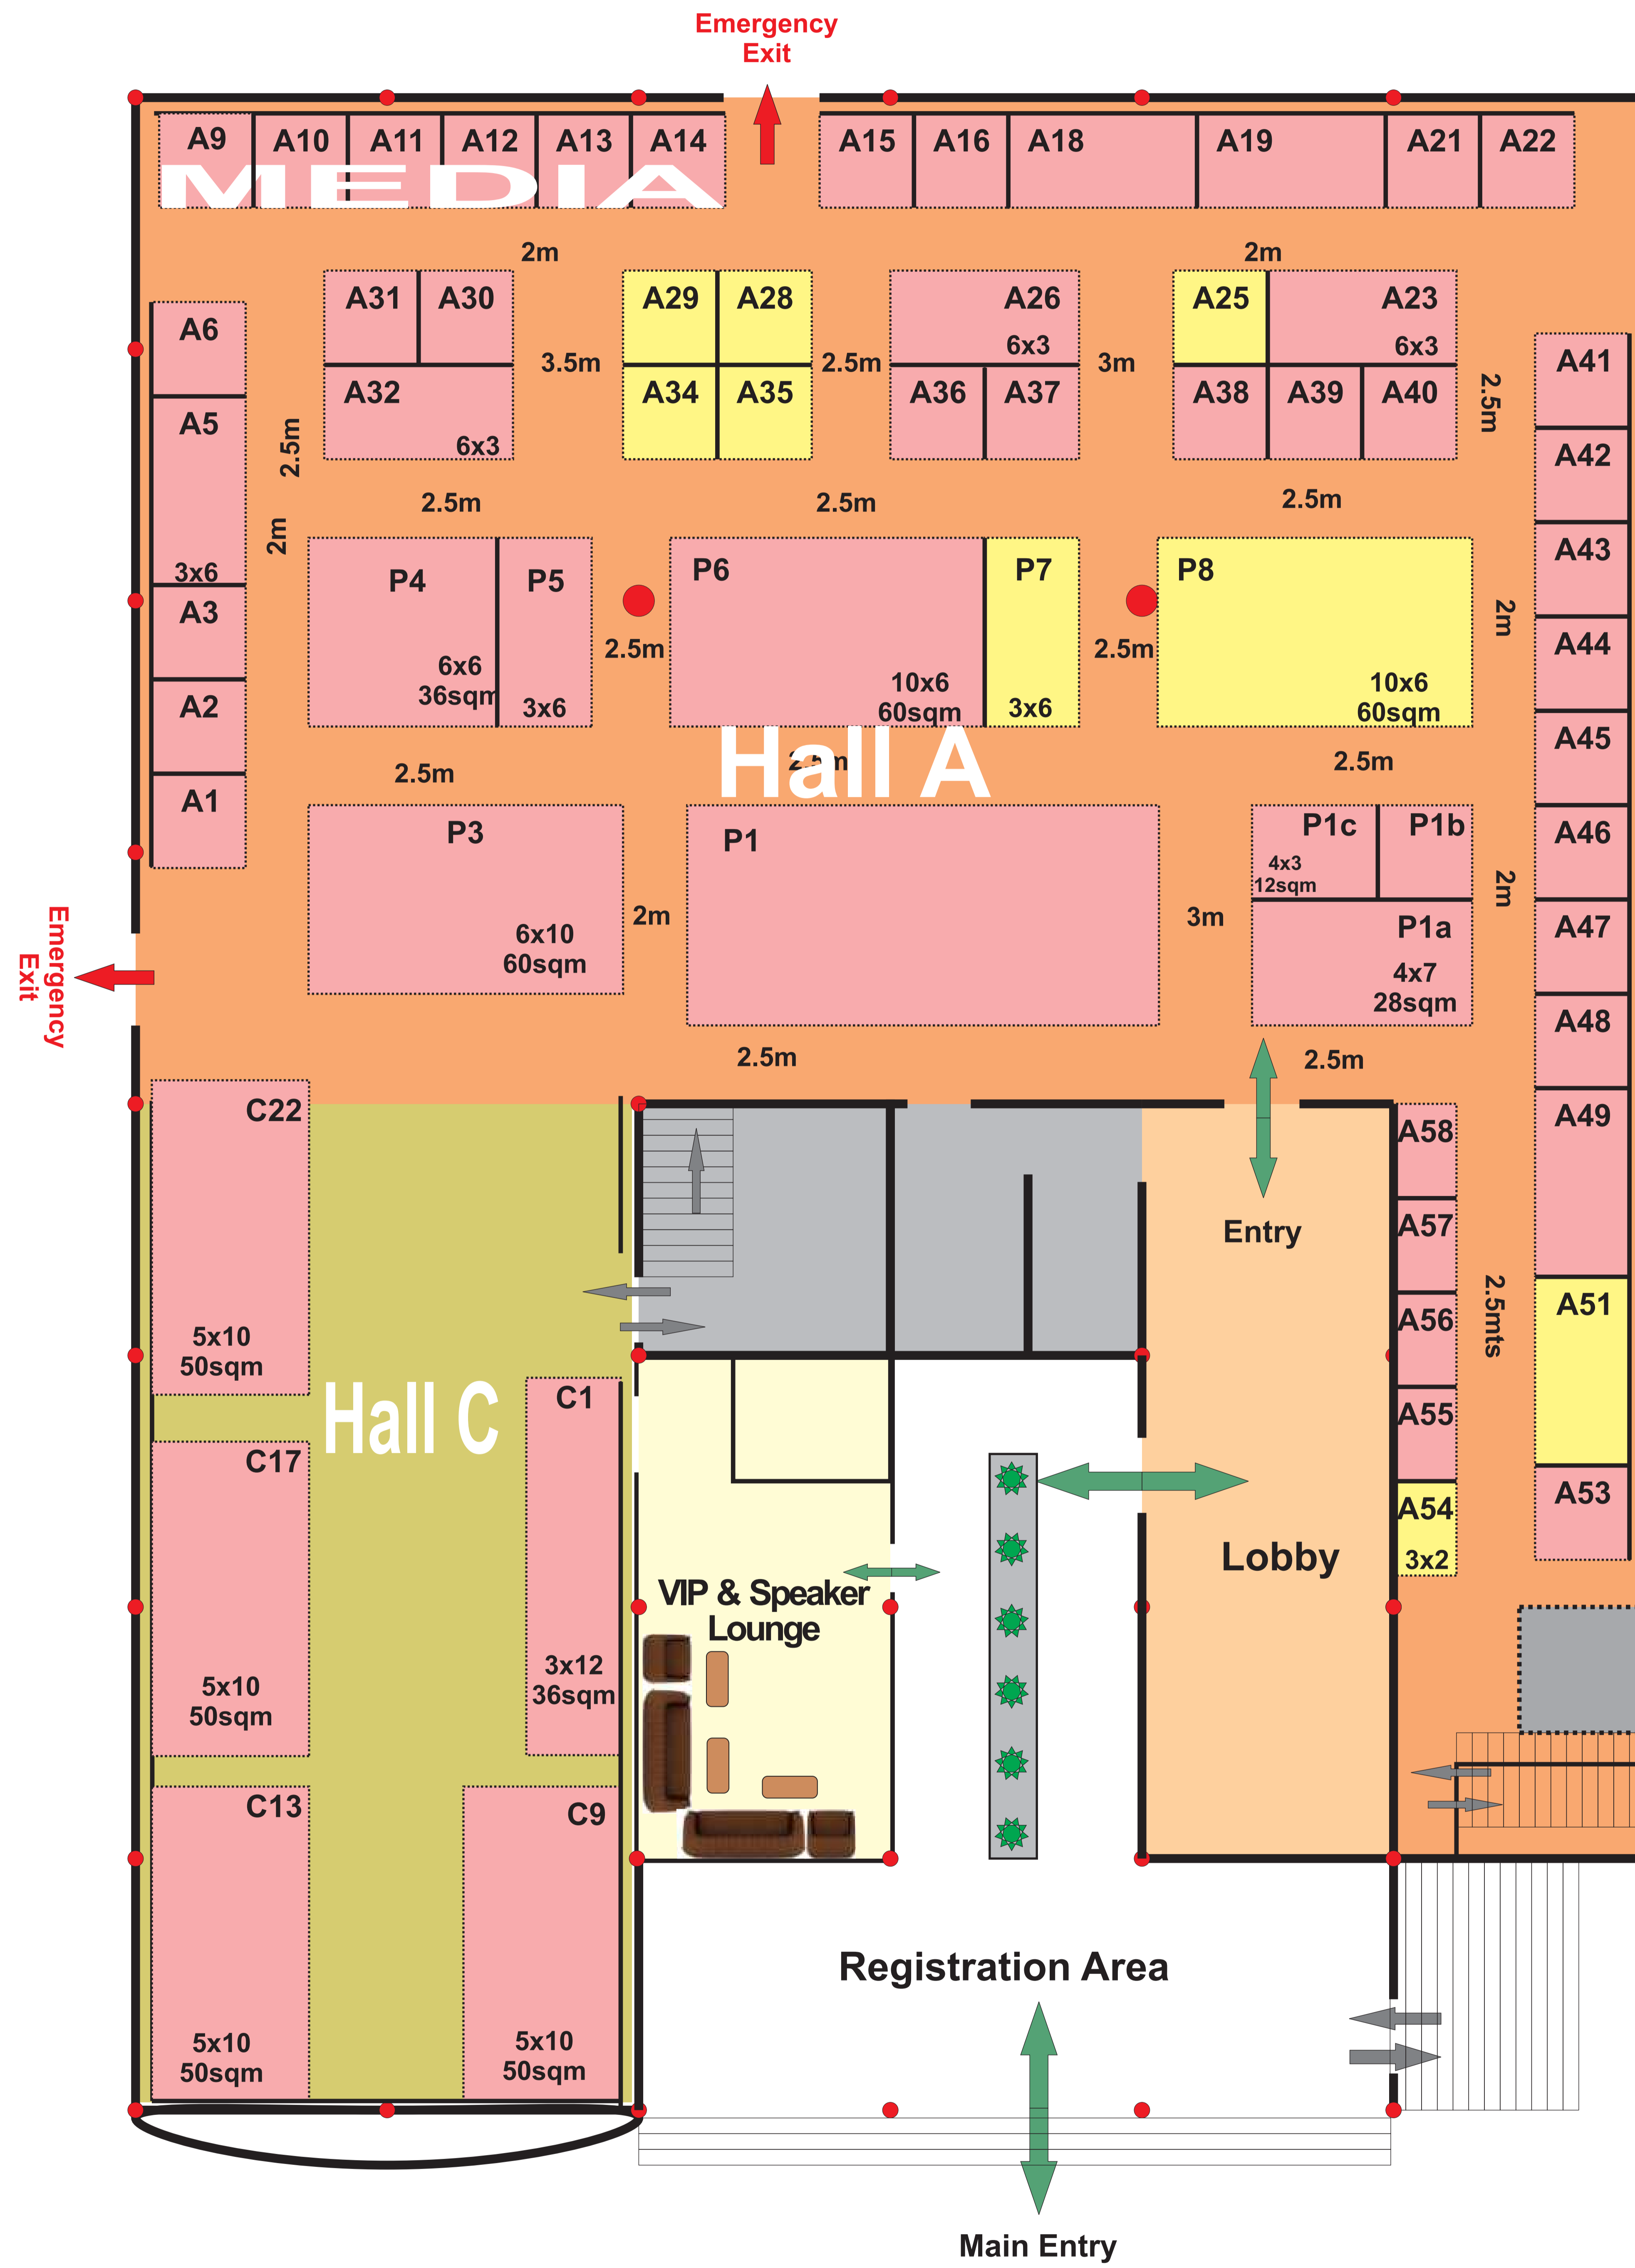 Emergency
Exit
A9
A10
A11
A12
A13
A14
A15
A16
A18
A19
A21
A22
MEDIA
2m
2m
A31
A30
A29
A28
A26
6x3
A25
A23
6x3
A6
A5
3x6
A3
A2
A1
2.5m
2m
A32
6x3
3.5m
A34
A35
2.5m
A36
A37
3m
A38
A39
A40
2.5m
A41
A42
A43
A44
A45
A46
A47
A48
A49
A51
A53
2.5m
2.5m
2.5m
P4
6x6
36sqm
P5
3x6
2.5m
P6
10x6
60sqm
P7
3x6
2.5m
P8
10x6
60sqm
2m
2.5m
2.5m
Hall A
2.5m
P3
6x10
60sqm
2m
P1
3m
P1c
4x3
12sqm
P1b
P1a
4x7
28sqm
2m
Emergency
Exit
2.5m
2.5m
C22
5x10
50sqm
Hall C
C1
3x12
36sqm
C17
5x10
50sqm
C13
5x10
50sqm
C9
5x10
50sqm
Entry
A58
A57
A56
A55
A54
3x2
2.5mts
VIP & Speaker
Lounge
Lobby
Registration Area
Main Entry